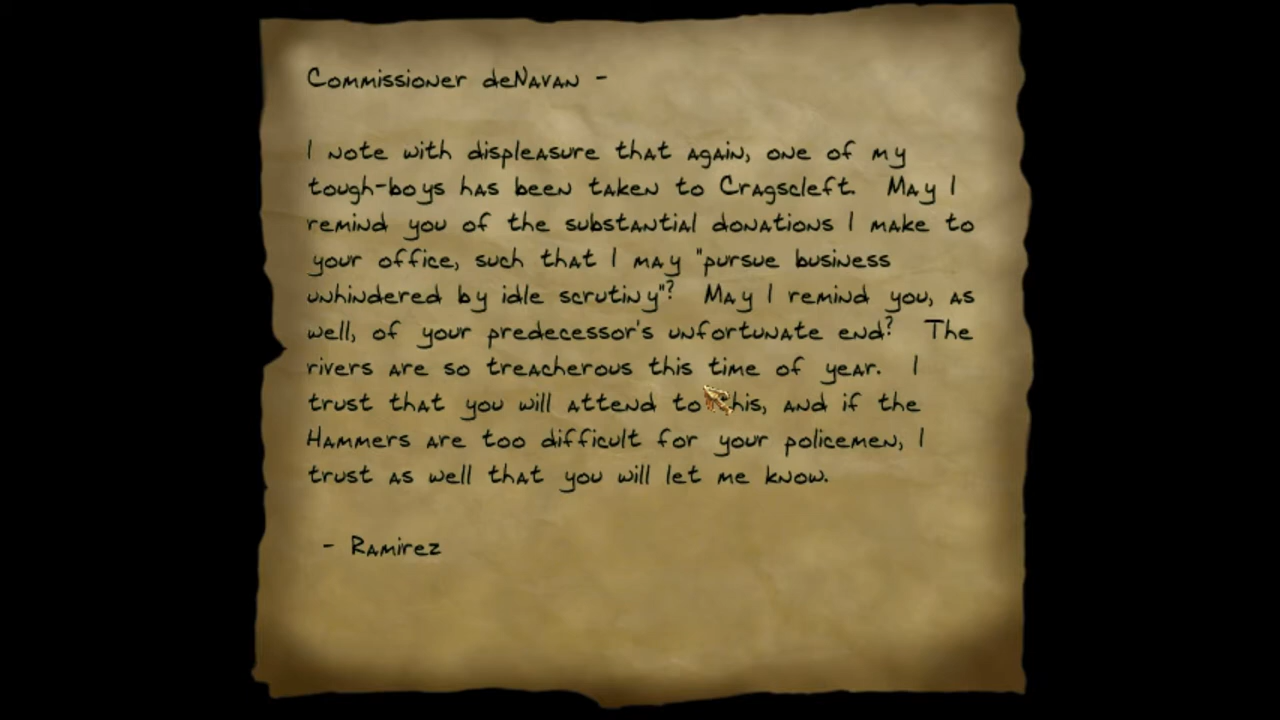 Commissioner deNavan -
I note with displeasure that again, one of my
tough-boys has been taken to Cragscleft. May I
remind you of the substantial donations I make to
your office, such that I may "pursue business
unhindered by idle scrutiny"? May I remind you, as
well, of your predecessor's unfortunate end? The
rivers are so treacherous this time of year. I
trust that you will attend to this, and if the
Hammers are too difficult for your policemen, I
trust as well that you will let me know.
- Ramirez